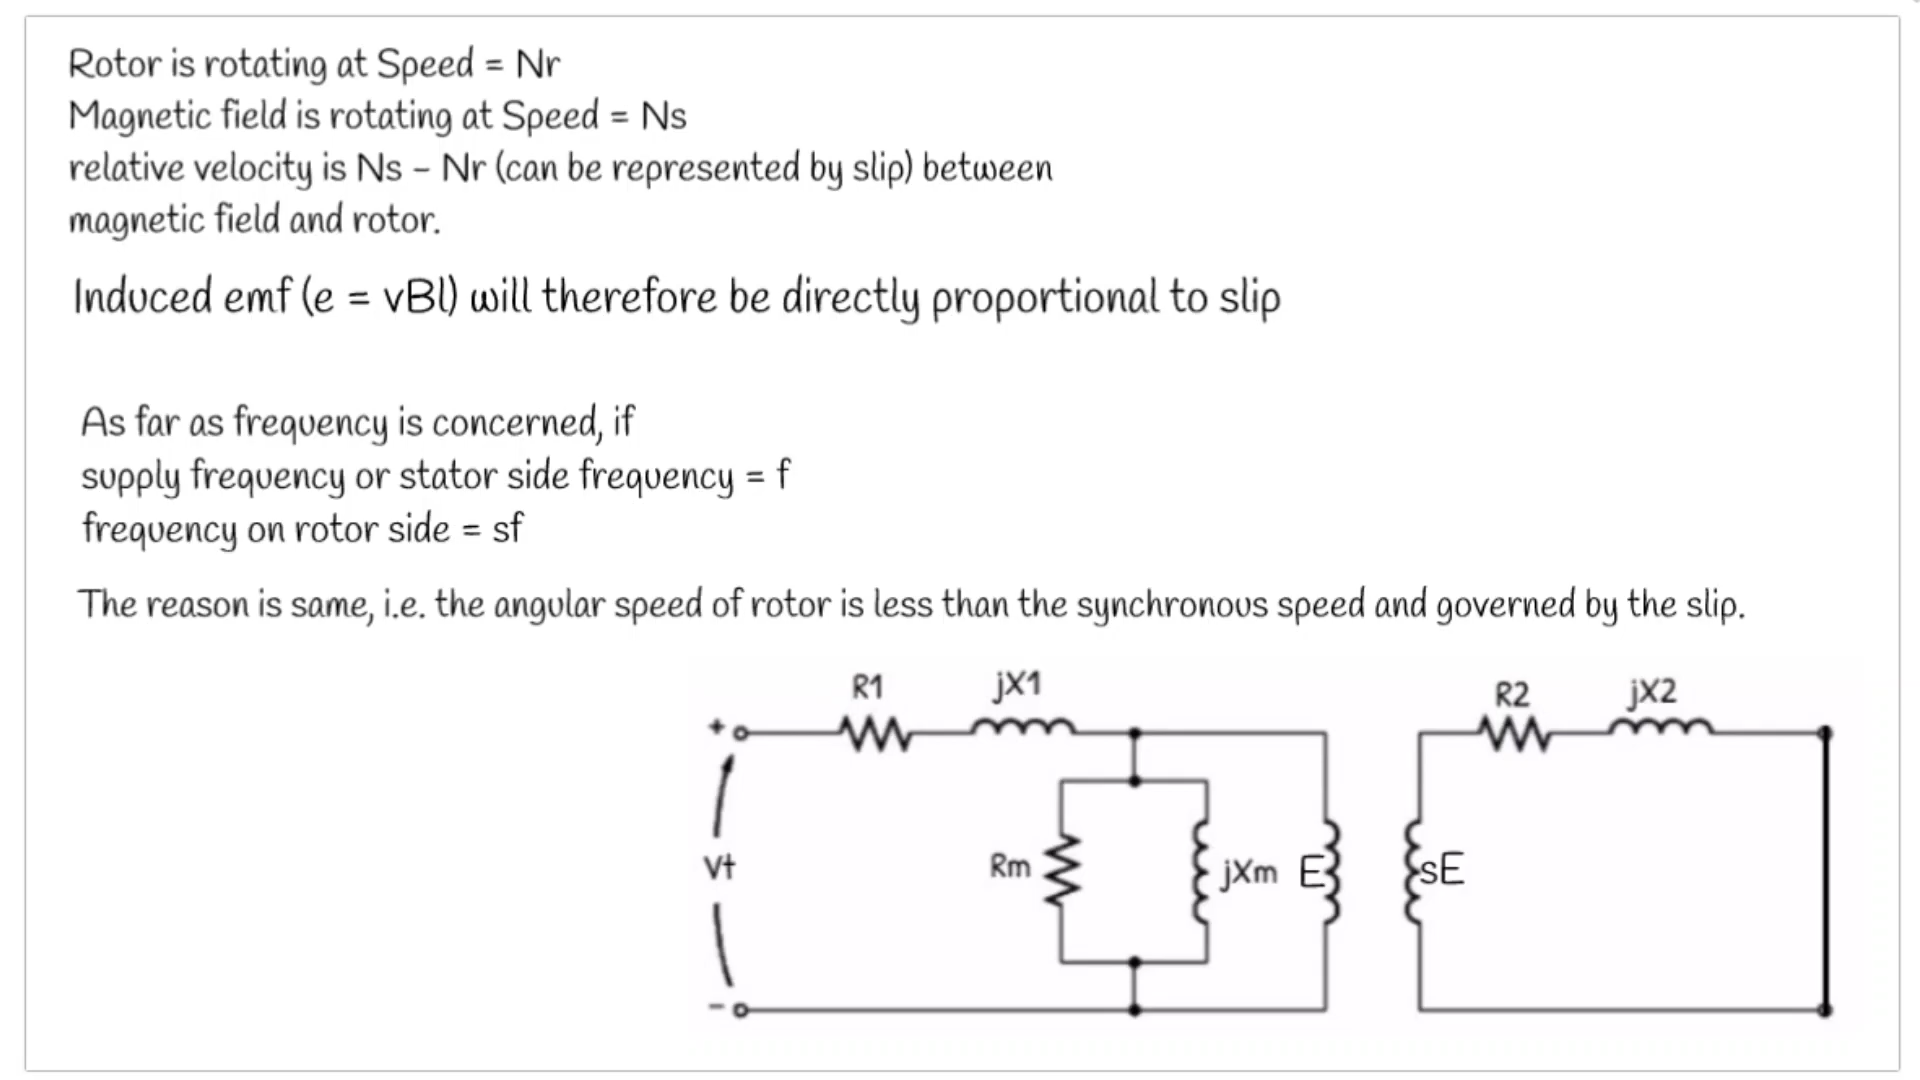 Rotor is rotating at Speed = Nr
Magnetic field is rotating at Speed = Ns
relative velocity is Ns - Nr (can be represented by slip) between
magnetic field and rotor.
Induced emf (e = vBl) will therefore be directly proportional to slip
As far as frequency is concerned, if
supply frequency or stator side frequency = f
frequency on rotor side = sf
The reason is same, i.e. the angular speed of rotor is less than the synchronous speed and governed by the slip.
R1 jX1 R2 jX2
+
Vt Rm jXm E sE
-